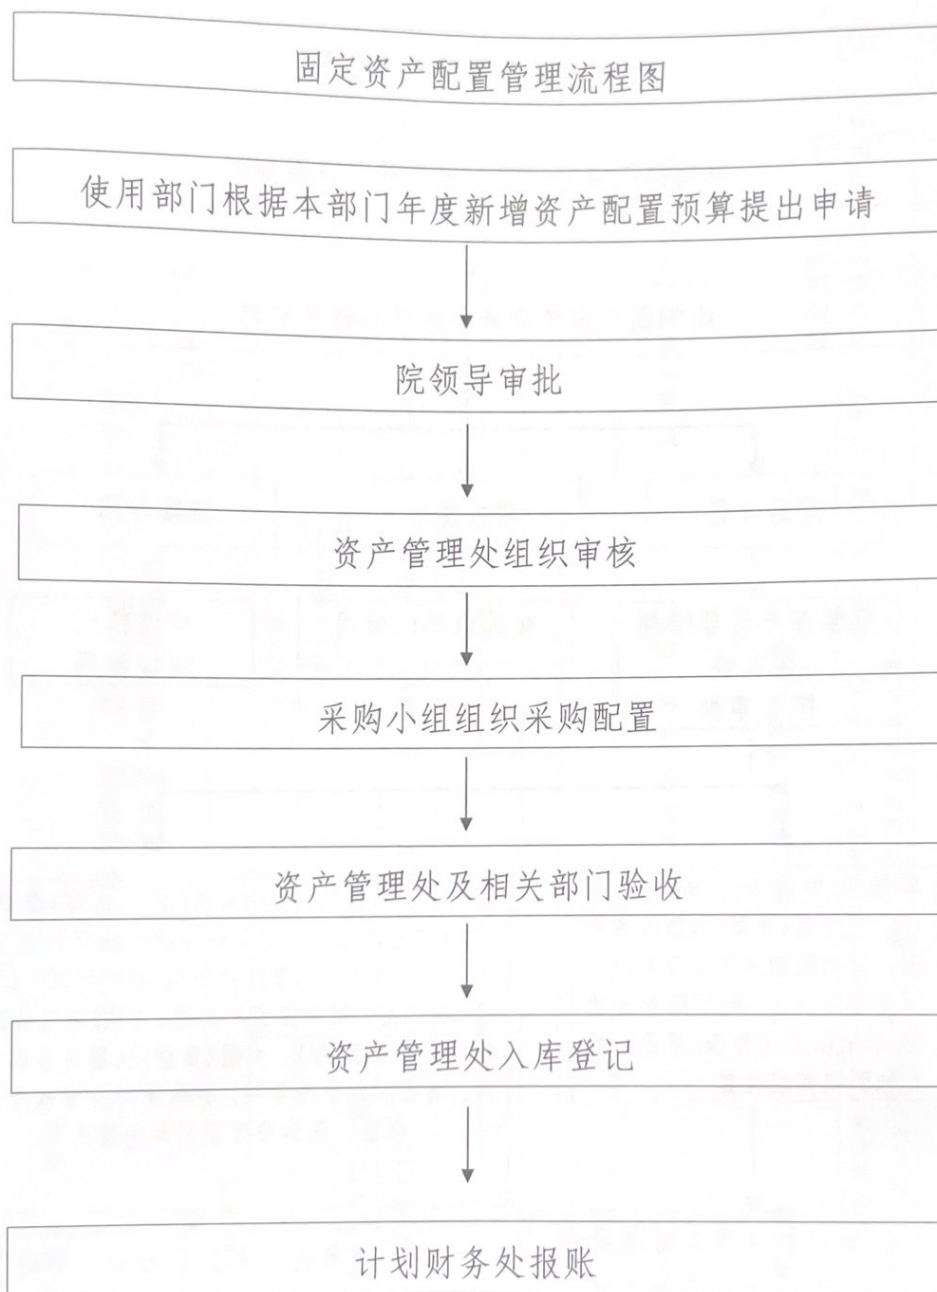 固定资产配置管理流程图
使用部门根据本部门年度新增资产配置预算提出申请
院领导审批
资产管理处组织审核
采购小组组织采购配置
资产管理处及相关部门验收
资产管理处入库登记
计划财务处报账